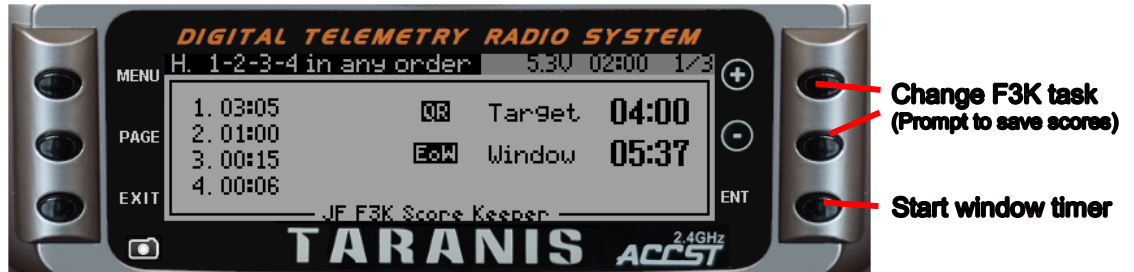 DIGITAL TELEMETRY RADIO SYSTEM
H. 1-2-3-4 in any order 5.3V 02:00 1/3
MENU
+
1. 03:05 QR Target 04:00
2. 01:00
PAGE
-
3. 00:15 EoW Window 05:37
4. 00:06
EXIT
ENT
JF F3K Score Keeper
TARANIS ACCST 2.4GHz
Change F3K task
(Prompt to save scores)
Start window timer